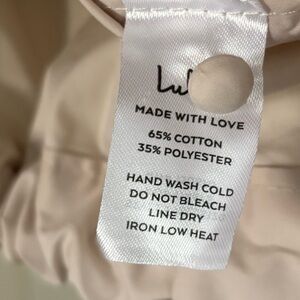 MADE WITH LOVE
65% COTTON
35% POLYESTER
HAND WASH COLD
DO NOT BLEACH
LINE DRY
IRON LOW HEAT